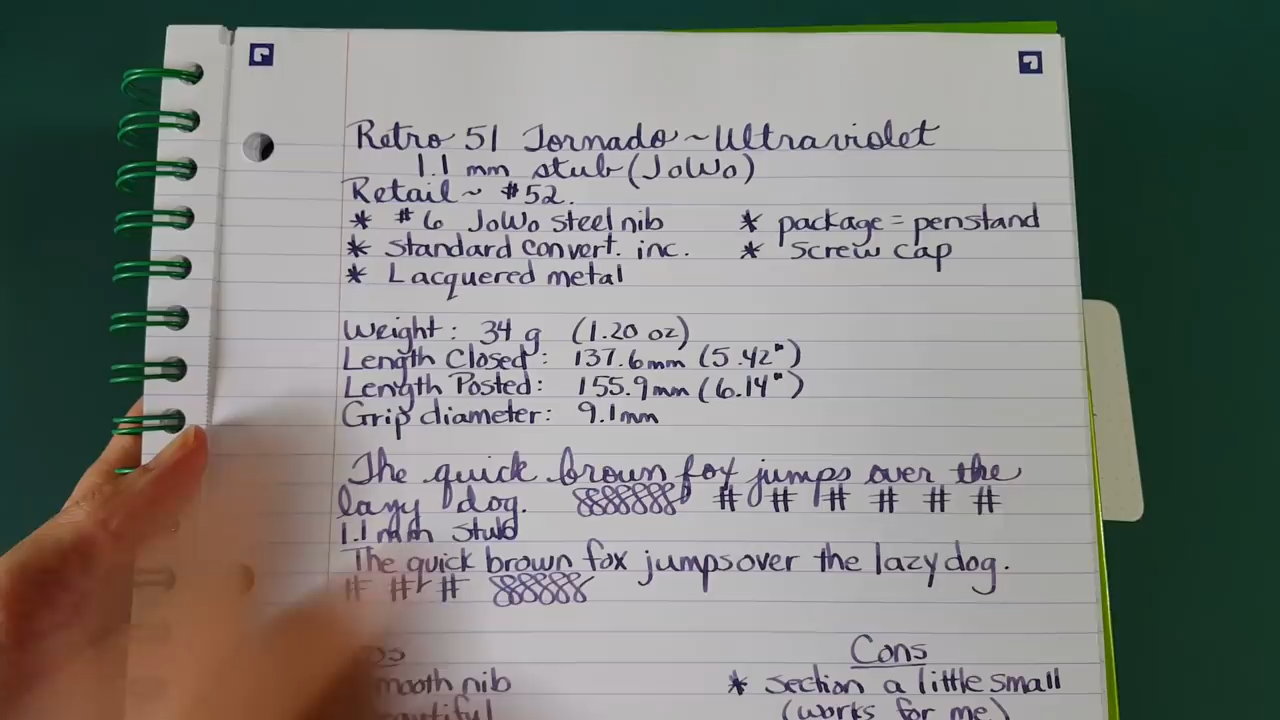 Retro 51 Tornado ~ Ultraviolet
1.1 mm stub (JoWo)
Retail ~ $52.
* #6 JoWo steel nib * package = penstand
* standard convert. inc. * screw cap
* Lacquered metal
Weight: 34 g (1.20 oz)
Length Closed: 137.6mm (5.42")
Length Posted: 155.9mm (6.14")
Grip diameter: 9.1mm
The quick brown fox jumps over the
lazy dog. 88888888 # # # # # #
1.1 mm stub
The quick brown fox jumps over the lazy dog.
# # # 888888
Cons
nib * section a little small
(works for me)